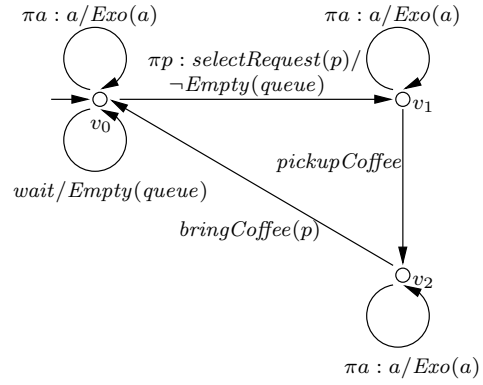 πa : a/Exo(a)
πa : a/Exo(a)
πp : selectRequest(p)/
¬Empty(queue)
v₀
v₁
wait/Empty(queue)
pickupCoffee
bringCoffee(p)
v₂
πa : a/Exo(a)